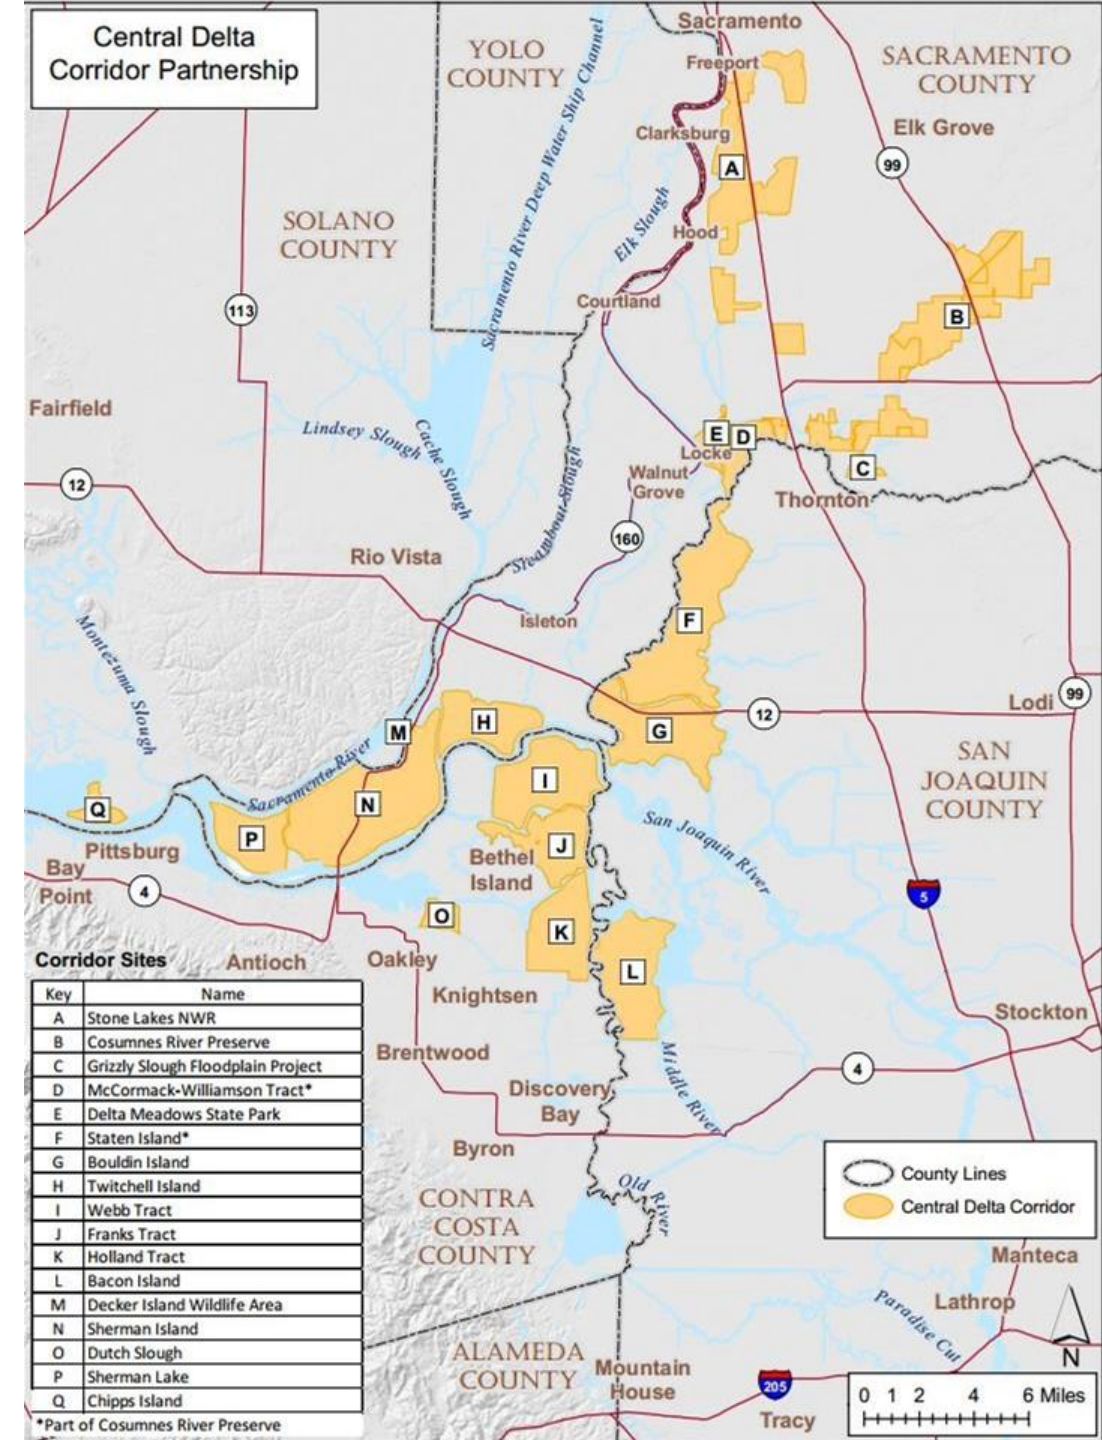 Central Delta
Corridor Partnership
Sacramento
YOLO
COUNTY
Freeport
SACRAMENTO
COUNTY
Sacramento River Deep Water Ship Channel
Clarksburg
Elk Grove
A
99
SOLANO
COUNTY
Elk Slough
Hood
Courtland
113
B
Fairfield
Lindsey Slough
Cache Slough
E
D
Locke
C
Walnut
Grove
Thornton
12
Steamboat Slough
160
Rio Vista
Isleton
F
Montezuma Slough
Lodi
99
12
M
H
G
SAN
JOAQUIN
COUNTY
Sacramento River
I
Q
N
P
San Joaquin River
Pittsburg
J
Bethel
Island
Bay
Point
4
5
O
K
Antioch
Oakley
L
Knightsen
Stockton
Brentwood
Middle River
4
Discovery
Bay
Byron
Old River
CONTRA
COSTA
COUNTY
Corridor Sites
Key Name
A Stone Lakes NWR
B Cosumnes River Preserve
C Grizzly Slough Floodplain Project
D McCormack-Williamson Tract*
E Delta Meadows State Park
F Staten Island*
G Bouldin Island
H Twitchell Island
I Webb Tract
J Franks Tract
K Holland Tract
L Bacon Island
M Decker Island Wildlife Area
N Sherman Island
O Dutch Slough
P Sherman Lake
Q Chipps Island
*Part of Cosumnes River Preserve
County Lines
Central Delta Corridor
Manteca
Lathrop
Paradise Cut
N
ALAMEDA
COUNTY
Mountain
House
205
Tracy
0 1 2 4 6 Miles